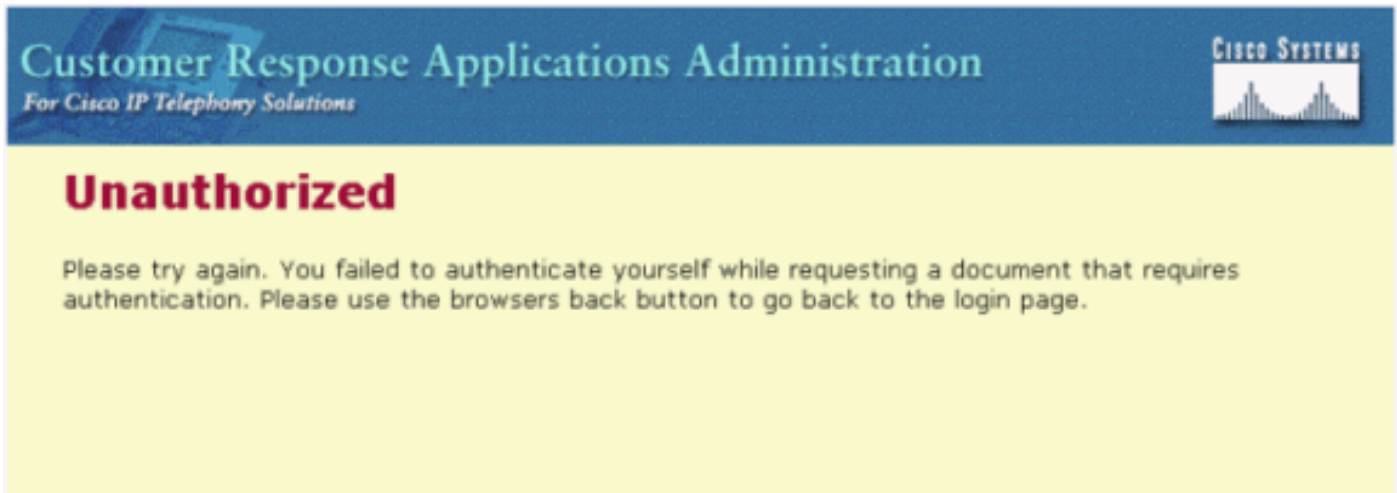 Customer Response Applications Administration
For Cisco IP Telephony Solutions
CISCO SYSTEMS
Unauthorized
Please try again. You failed to authenticate yourself while requesting a document that requires
authentication. Please use the browsers back button to go back to the login page.